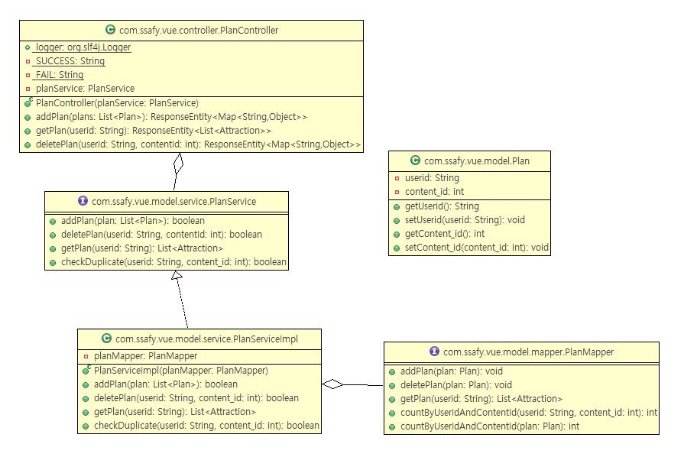 com.ssafy.vue.controller.PlanController
logger: org.slf4j.Logger
SUCCESS: String
FAIL: String
planService: PlanService
PlanController(planService: PlanService)
addPlan(plans: List<Plan>): ResponseEntity<Map<String,Object>>
getPlan(userid: String): ResponseEntity<List<Attraction>>
deletePlan(userid: String, contentid: int): ResponseEntity<Map<String,Object>>
com.ssafy.vue.model.Plan
userid: String
content_id: int
getUserid(): String
setUserid(userid: String): void
getContent_id(): int
setContent_id(content_id: int): void
com.ssafy.vue.model.service.PlanService
addPlan(plan: List<Plan>): boolean
deletePlan(userid: String, contentId: int): boolean
getPlan(userid: String): List<Attraction>
checkDuplicate(userid: String, content_id: int): boolean
com.ssafy.vue.model.service.PlanServiceImpl
planMapper: PlanMapper
PlanServiceImpl(planMapper: PlanMapper)
addPlan(plan: List<Plan>): boolean
deletePlan(userid: String, content_id: int): boolean
getPlan(userid: String): List<Attraction>
checkDuplicate(userid: String, content_id: int): boolean
com.ssafy.vue.model.mapper.PlanMapper
addPlan(plan: Plan): void
deletePlan(plan: Plan): void
getPlan(userid: String): List<Attraction>
countByUseridAndContentId(userid: String, content_id: int): int
countByUseridAndContentId(plan: Plan): int